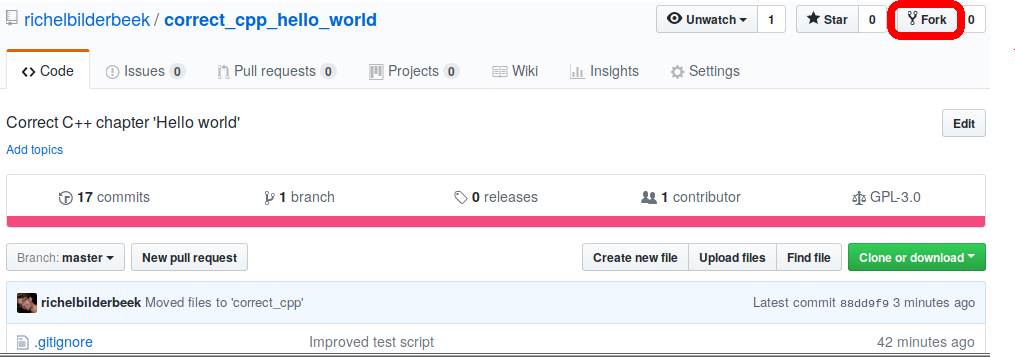 richelbilderbeek / correct_cpp_hello_world Unwatch 1 Star 0 Fork 0
Code Issues 0 Pull requests 0 Projects 0 Wiki Insights Settings
Correct C++ chapter 'Hello world' Edit
Add topics
17 commits 1 branch 0 releases 1 contributor GPL-3.0
Branch: master New pull request Create new file Upload files Find file Clone or download
richelbilderbeek Moved files to 'correct_cpp' Latest commit 88dd9f9 3 minutes ago
.gitignore Improved test script 42 minutes ago